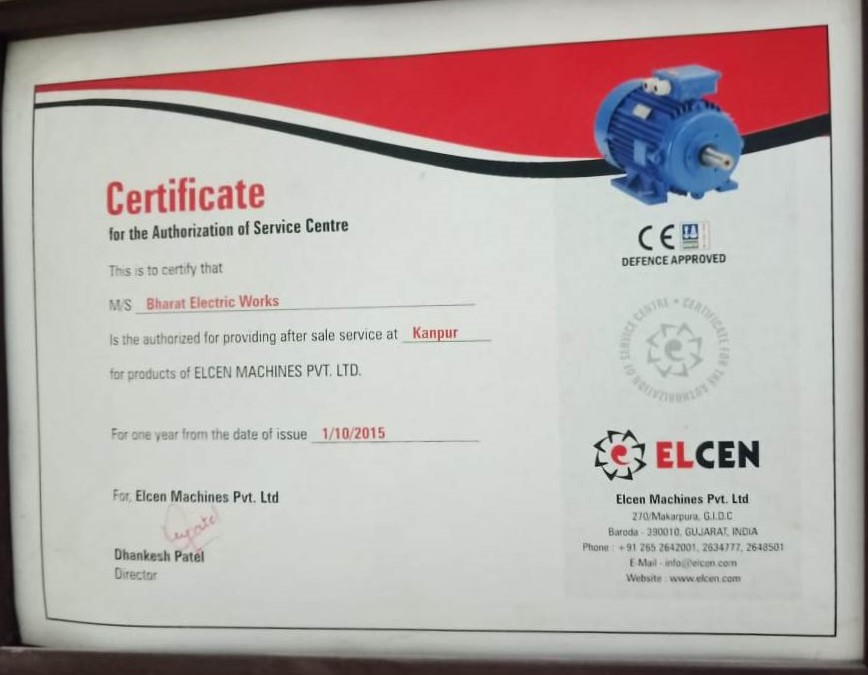 Certificate
for the Authorization of Service Centre
This is to certify that
M/S Bharat Electric Works
Is the authorized for providing after sale service at Kanpur
for products of ELCEN MACHINES PVT. LTD.
For one year from the date of issue 1/10/2015
For, Elcen Machines Pvt. Ltd
Dhankesh Patel
Director
CE
DEFENCE APPROVED
CERTIFICATE FOR THE AUTHORIZATION OF SERVICE CENTRE
ELCEN
Elcen Machines Pvt. Ltd
270/Makarpura, G.I.D.C
Baroda - 390010, GUJARAT, INDIA
Phone : +91 265 2642001, 2634777, 2648501
E-Mail - info@elcen.com
Website : www.elcen.com